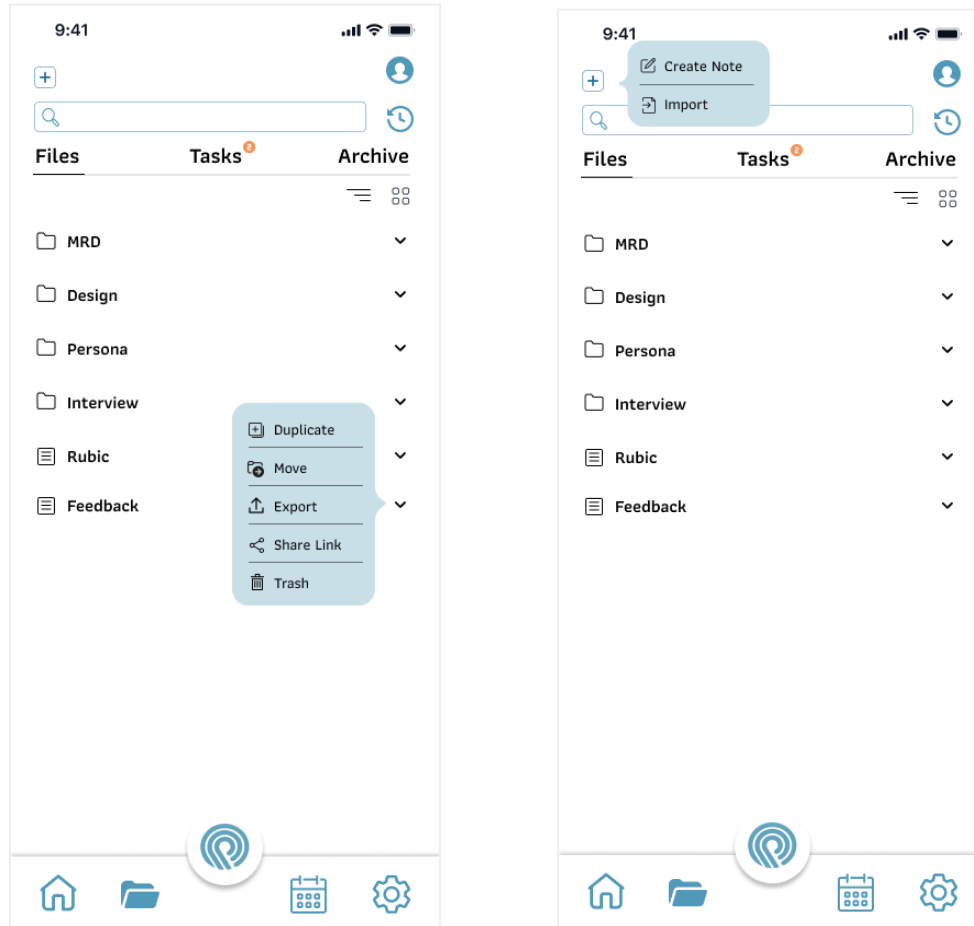 9:41
Files Tasks 2 Archive
MRD
Design
Persona
Interview
Rubic
Feedback
Duplicate
Move
Export
Share Link
Trash
9:41
Create Note
Import
Files Tasks 2 Archive
MRD
Design
Persona
Interview
Rubic
Feedback